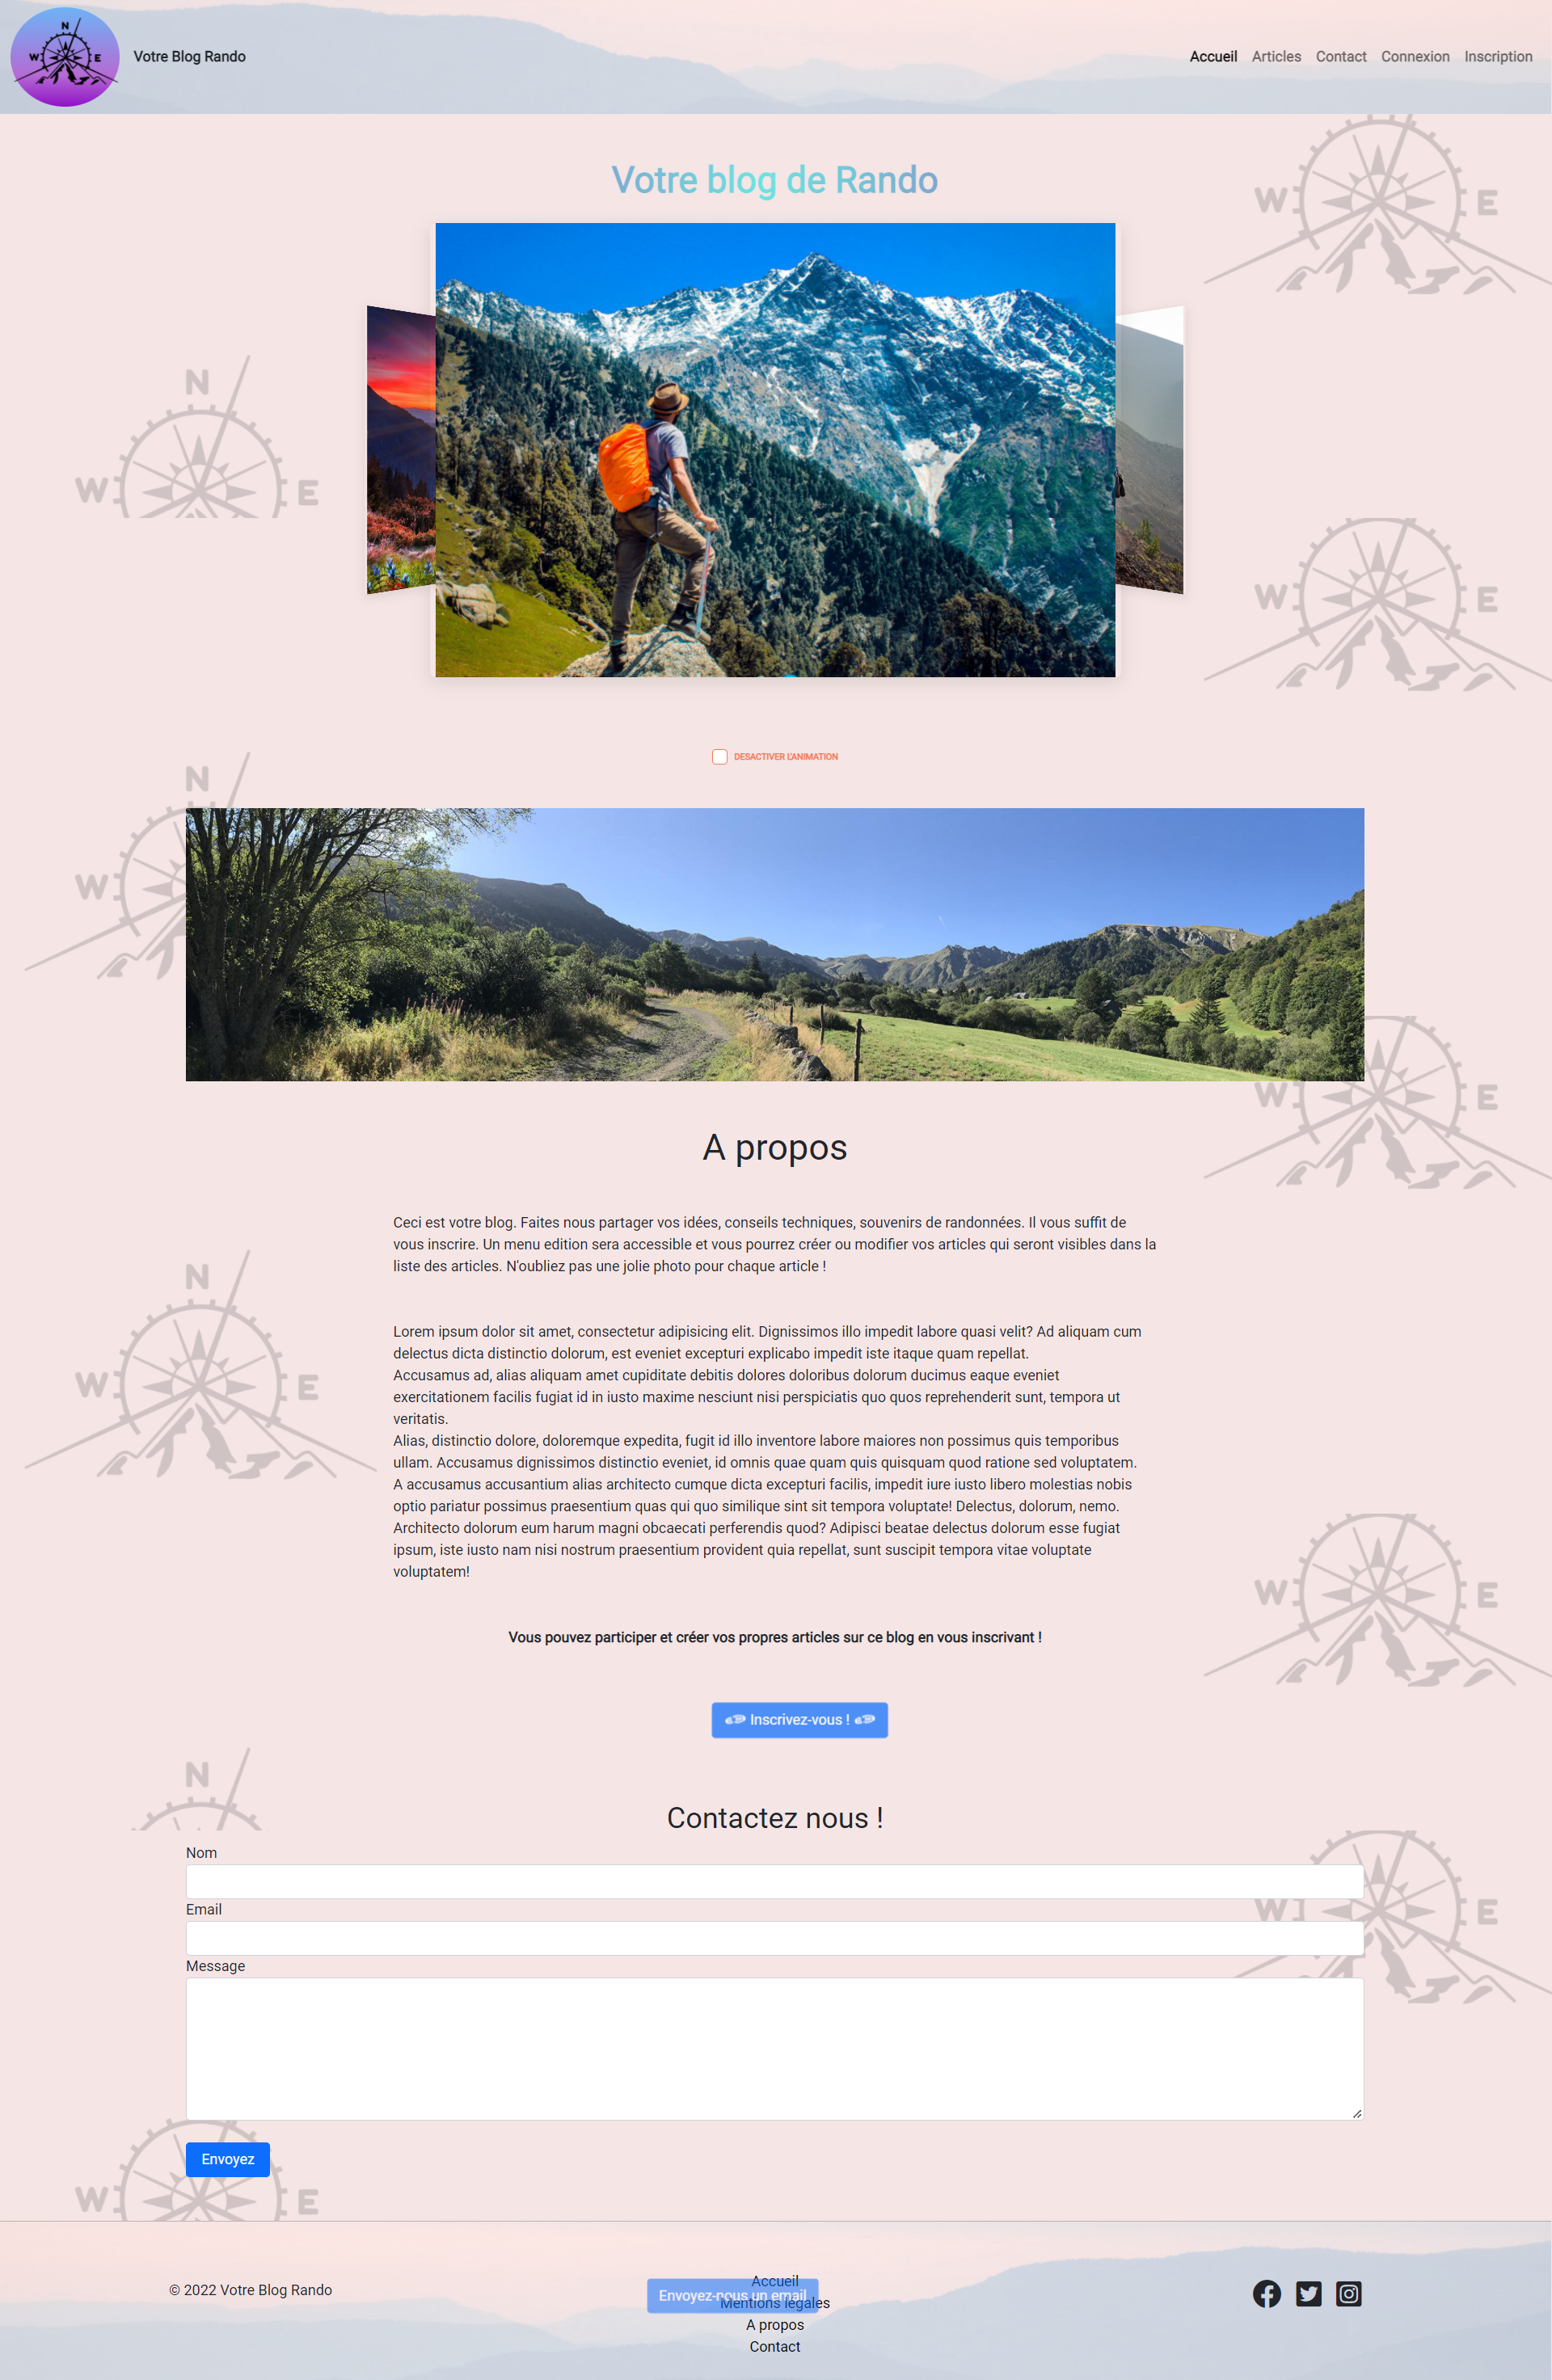 N
W E
Votre Blog Rando
Accueil Articles Contact Connexion Inscription
Votre blog de Rando
W E
N
W E
W E
DESACTIVER L'ANIMATION
N
W E
W E
A propos
Ceci est votre blog. Faites nous partager vos idées, conseils techniques, souvenirs de randonnées. Il vous suffit de
vous inscrire. Un menu edition sera accessible et vous pourrez créer ou modifier vos articles qui seront visibles dans la
liste des articles. N'oubliez pas une jolie photo pour chaque article !
N
W E
Lorem ipsum dolor sit amet, consectetur adipisicing elit. Dignissimos illo impedit labore quasi velit? Ad aliquam cum
delectus dicta distinctio dolorum, est eveniet excepturi explicabo impedit iste itaque quam repellat.
Accusamus ad, alias aliquam amet cupiditate debitis dolores doloribus dolorum ducimus eaque eveniet
exercitationem facilis fugiat id in iusto maxime nesciunt nisi perspiciatis quo quos reprehenderit sunt, tempora ut
veritatis.
Alias, distinctio dolore, doloremque expedita, fugit id illo inventore labore maiores non possimus quis temporibus
ullam. Accusamus dignissimos distinctio eveniet, id omnis quae quam quis quisquam quod ratione sed voluptatem.
A accusamus accusantium alias architecto cumque dicta excepturi facilis, impedit iure iusto libero molestias nobis
optio pariatur possimus praesentium quas qui quo similique sint sit tempora voluptate! Delectus, dolorum, nemo.
Architecto dolorum eum harum magni obcaecati perferendis quod? Adipisci beatae delectus dolorum esse fugiat
ipsum, iste iusto nam nisi nostrum praesentium provident quia repellat, sunt suscipit tempora vitae voluptate
voluptatem!
W E
Vous pouvez participer et créer vos propres articles sur ce blog en vous inscrivant !
Inscrivez-vous !
N
Contactez nous !
Nom
Email
W E
Message
Envoyez
W E
© 2022 Votre Blog Rando
Accueil
Envoyez-nous un email
Mentions légales
A propos
Contact